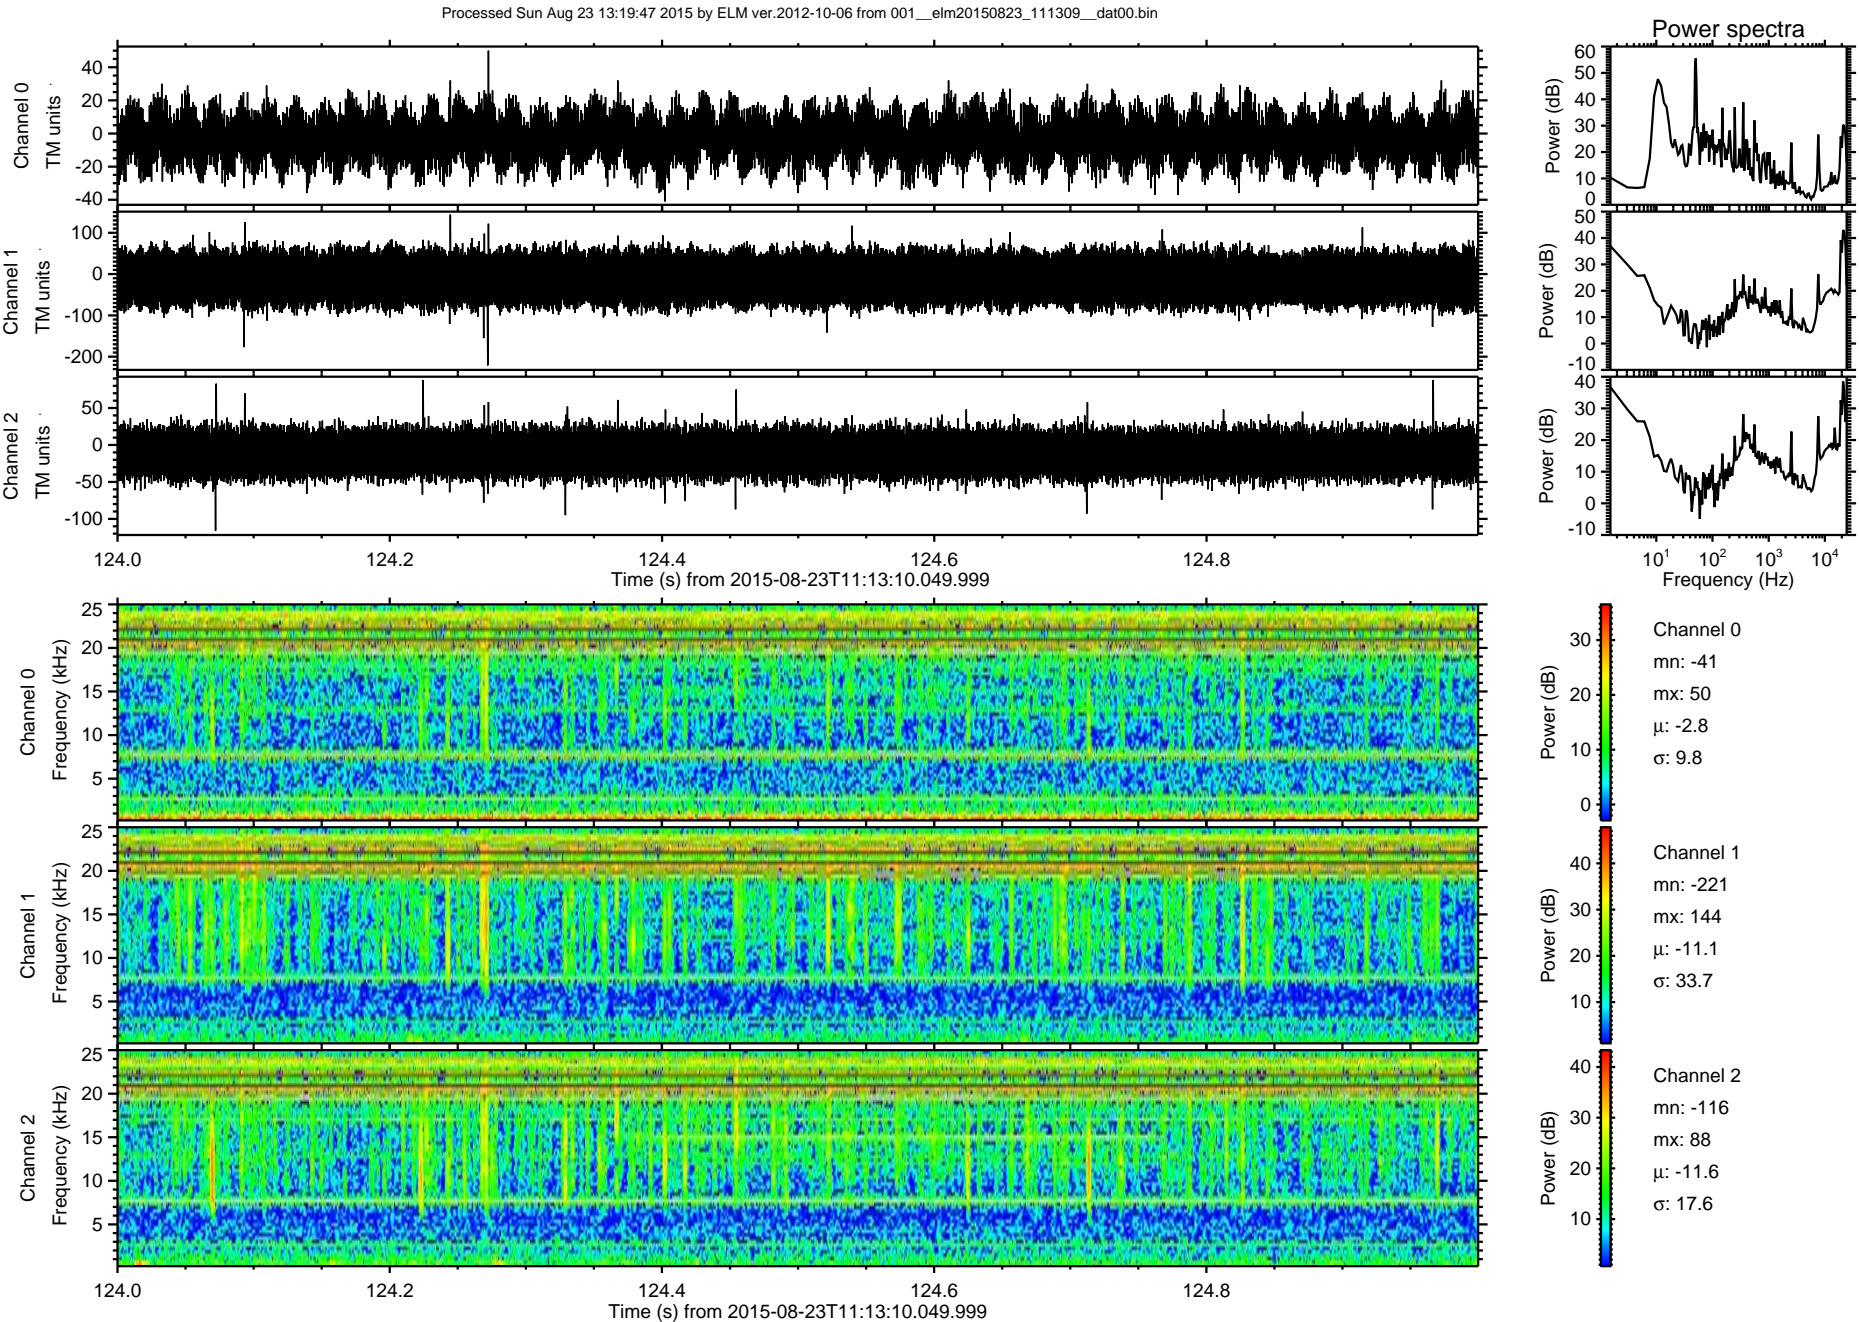 Processed Sun Aug 23 13:19:47 2015 by ELM ver.2012-10-06 from 001__elm20150823_111309__dat00.bin
Power spectra
Channel 0
TM units
40
20
0
-20
-40
Power (dB)
60
50
40
30
20
10
0
Channel 1
TM units
100
0
-100
-200
Power (dB)
50
40
30
20
10
0
-10
Channel 2
TM units
50
0
-50
-100
Power (dB)
40
30
20
10
0
-10
124.0
124.2
124.4
124.6
124.8
Time (s) from 2015-08-23T11:13:10.049.999
10¹
10²
10³
10⁴
Frequency (Hz)
Channel 0
Frequency (kHz)
25
20
15
10
5
Power (dB)
30
20
10
0
Channel 0
mn: -41
mx: 50
μ: -2.8
σ: 9.8
Channel 1
Frequency (kHz)
25
20
15
10
5
Power (dB)
40
30
20
10
Channel 1
mn: -221
mx: 144
μ: -11.1
σ: 33.7
Channel 2
Frequency (kHz)
25
20
15
10
5
Power (dB)
40
30
20
10
Channel 2
mn: -116
mx: 88
μ: -11.6
σ: 17.6
124.0
124.2
124.4
124.6
124.8
Time (s) from 2015-08-23T11:13:10.049.999